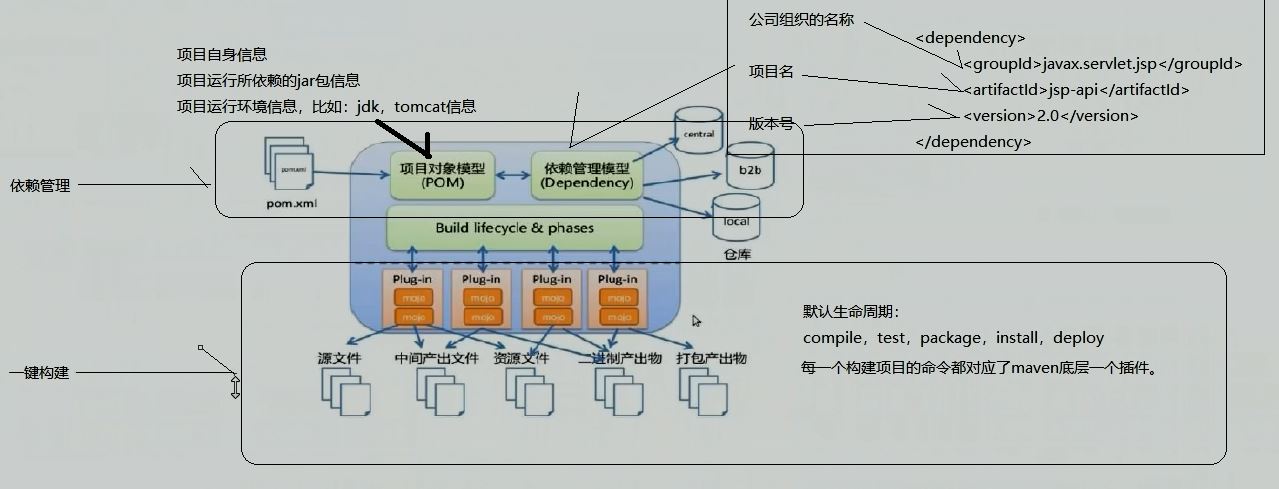 公司组织的名称
<dependency>
项目自身信息
<groupId>javax.servlet.jsp</groupId>
项目运行所依赖的jar包信息
项目名
<artifactId>jsp-api</artifactId>
项目运行环境信息，比如：jdk，tomcat信息
版本号
<version>2.0</version>
</dependency>
central
依赖管理
pom.xml
pom.xml
项目对象模型
(POM)
依赖管理模型
(Dependency)
b2b
local
仓库
Build lifecycle & phases
Plug-in Plug-in Plug-in Plug-in
mojo mojo mojo mojo
mojo mojo mojo mojo
默认生命周期：
compile，test，package，install，deploy
每一个构建项目的命令都对应了maven底层一个插件。
源文件 中间产出文件 资源文件 二进制产出物 打包产出物
一键构建